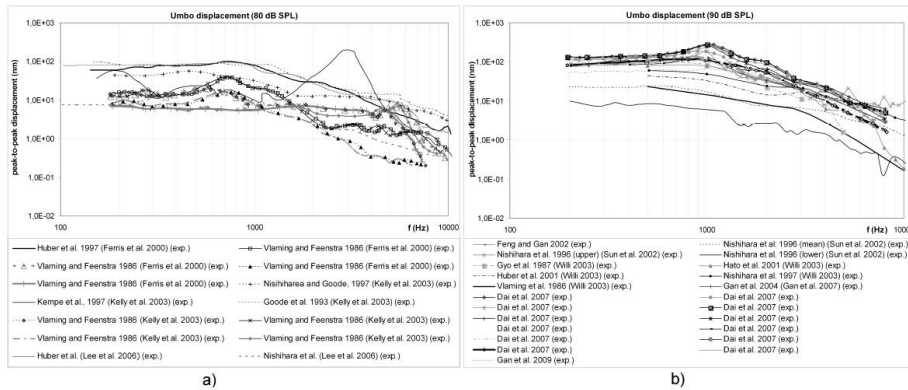 Umbo displacement (80 dB SPL)
peak-to-peak displacement (nm)
1,0E+03
1,0E+02
1,0E+01
1,0E+00
1,0E-01
1,0E-02
100
1000
10000
f (Hz)
Huber et al. 1997 (Ferris et al. 2000) (exp.)
Vlaming and Feenstra 1986 (Ferris et al. 2000) (exp.)
Vlaming and Feenstra 1986 (Ferris et al. 2000) (exp.)
Vlaming and Feenstra 1986 (Ferris et al. 2000) (exp.)
Vlaming and Feenstra 1986 (Ferris et al. 2000) (exp.)
Nisihiharea and Goode, 1997 (Kelly et al. 2003) (exp.)
Kempe., 1997 (Kelly et al. 2003) (exp.)
Goode et al. 1993 (Kelly et al. 2003) (exp.)
Vlaming and Feenstra 1986 (Kelly et al. 2003) (exp.)
Vlaming and Feenstra 1986 (Kelly et al. 2003) (exp.)
Vlaming and Feenstra 1986 (Kelly et al. 2003) (exp.)
Vlaming and Feenstra 1986 (Kelly et al. 2003) (exp.)
Huber et al. (Lee et al. 2006) (exp.)
Nishihara et al. (Lee et al. 2006) (exp.)
a)
Umbo displacement (90 dB SPL)
peak-to-peak displacement (nm)
1,0E+03
1,0E+02
1,0E+01
1,0E+00
1,0E-01
1,0E-02
100
1000
f (Hz)
Feng and Gan 2002 (exp.)
Nishihara et al. 1996 (mean) (Sun et al. 2002) (exp.)
Nishihara et al. 1996 (upper) (Sun et al. 2002) (exp.)
Nishihara et al. 1996 (lower) (Sun et al. 2002) (exp.)
Gyo et al. 1987 (Willi 2003) (exp.)
Hato et al. 2001 (Willi 2003) (exp.)
Huber et al. 2001 (Willi 2003) (exp.)
Nishihara et al. 1997 (Willi 2003) (exp.)
Vlaming et al. 1986 (Willi 2003) (exp.)
Gan et al. 2004 (Gan et al. 2007) (exp.)
Dai et al. 2007 (exp.)
Dai et al. 2007 (exp.)
Dai et al. 2007 (exp.)
Dai et al. 2007 (exp.)
Dai et al. 2007 (exp.)
Dai et al. 2007 (exp.)
Dai et al. 2007 (exp.)
Dai et al. 2007 (exp.)
Dai et al. 2007 (exp.)
Dai et al. 2007 (exp.)
Dai et al. 2007 (exp.)
Dai et al. 2007 (exp.)
Dai et al. 2007 (exp.)
Gan et al. 2009 (exp.)
b)